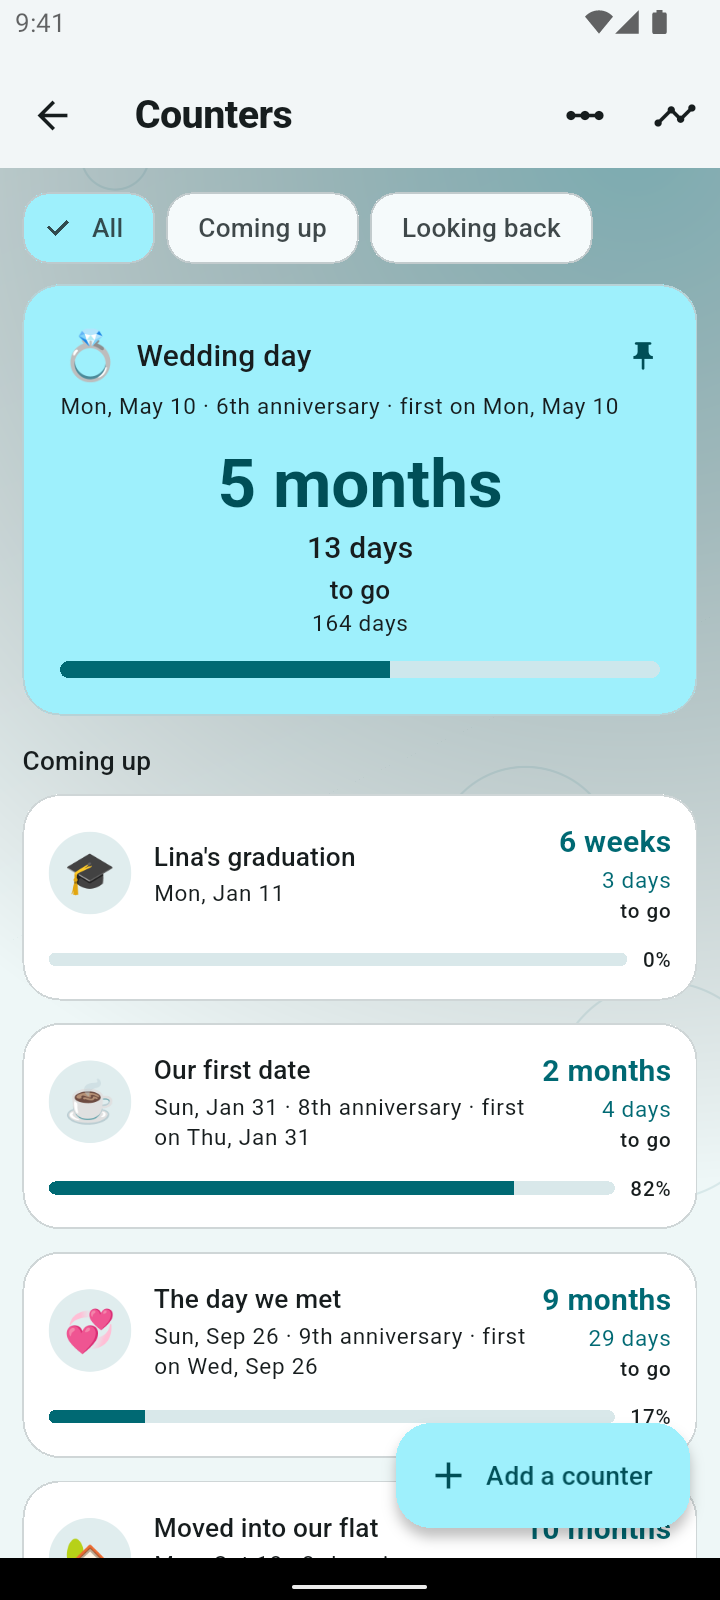 9:41
Counters
All
Coming up
Looking back
Wedding day
Mon, May 10 · 6th anniversary · first on Mon, May 10
5 months
13 days
to go
164 days
Coming up
Lina's graduation
Mon, Jan 11
6 weeks
3 days
to go
0%
Our first date
Sun, Jan 31 · 8th anniversary · first
on Thu, Jan 31
2 months
4 days
to go
82%
The day we met
Sun, Sep 26 · 9th anniversary · first
on Wed, Sep 26
9 months
29 days
to go
17%
Add a counter
Moved into our flat
10 months